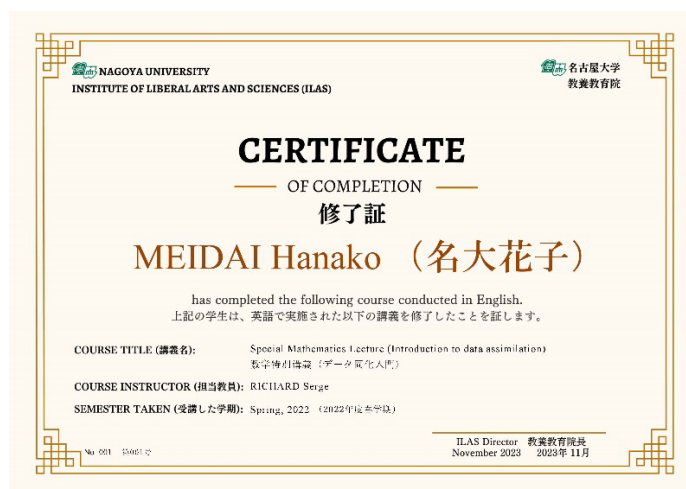 NAGOYA UNIVERSITY
INSTITUTE OF LIBERAL ARTS AND SCIENCES (ILAS)
名古屋大学
教養教育院
CERTIFICATE
OF COMPLETION
修了証
MEIDAI Hanako （名大花子）
has completed the following course conducted in English.
上記の学生は、英語で実施された以下の講義を修了したことを証します。
COURSE TITLE (講義名): Special Mathematics Lecture (Introduction to data assimilation)
数学特別講義（データ同化入門）
COURSE INSTRUCTOR (担当教員): RICHARD Serge
SEMESTER TAKEN (受講した学期): Spring, 2022 （2022年度春学期）
ILAS Director 教養教育院長
November 2023 2023年 11月
No. 001 第001号